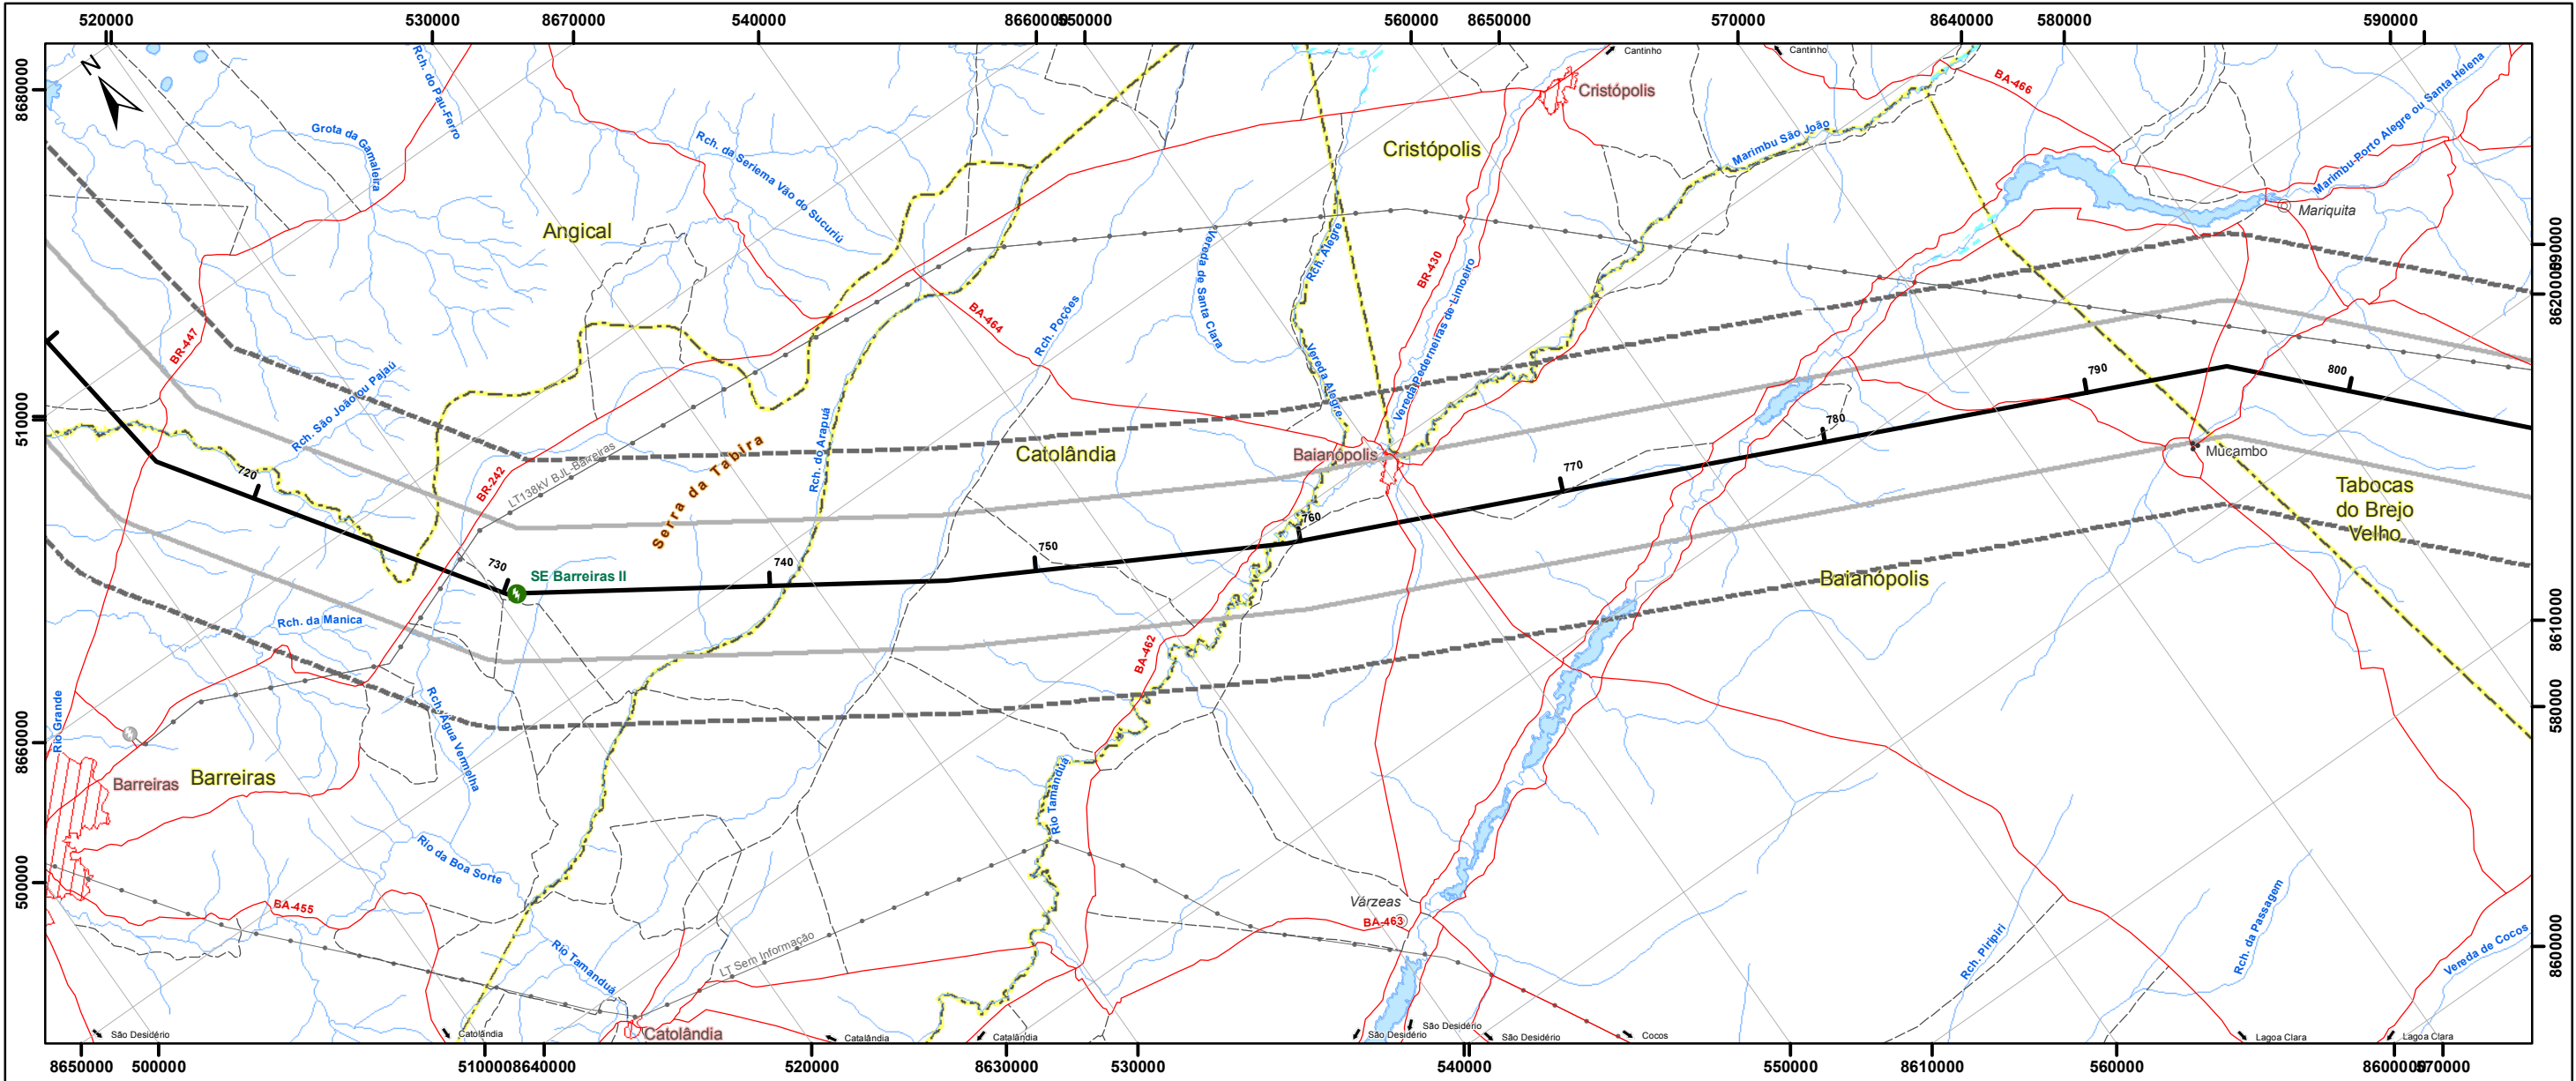 520000 530000 8670000 540000 8660000 550000 560000 8650000 570000 8640000 580000 590000
8680000
510000
8660000
500000
N
Rch. do Pau-Ferro
Grota da Gamaleira
Rch. da Seriema Vão do Sucuriú
Angical
BR-447
Rch. São João ou Pajaú
720
BR-242
LT138kV BJL-Barreiras
Serra da Tabira
Rch. do Arapuá
730
SE Barreiras II
740
750
760
770
780
790
800
BA-464
Rch. Poções
Vereda de Santa Clara
Rch. Alegre
Vereda Alegre
Cristópolis
Cristópolis
Cantinho
Cantinho
BR-430
Vereda Pederneiras de Limoeiro
Marimbu São João
BA-466
Marimbu Porto Alegre ou Santa Helena
Mariquita
Catolândia
Baianópolis
Mucambo
Tabocas
do Brejo
Velho
Baianópolis
BA-462
Rch. da Manica
Rch. Água Vermelha
Rio Grande
Barreiras
Barreiras
Rio da Boa Sorte
BA-455
Rio Tamanduá
Rio Tamanduá
LT Sem Informação
Catolândia
Várzeas
BA-463
Rch. Piripiri
Rch. da Passagem
Vereda de Cocos
São Desidério
Catolândia
Catalândia
Catalândia
São Desidério
São Desidério
São Desidério
Cocos
Lagoa Clara
Lagoa Clara
590000
8620000
8610000
580000
8600000
8650000 500000 510000 8640000 520000 8630000 530000 540000 550000 8610000 560000 8600000 570000